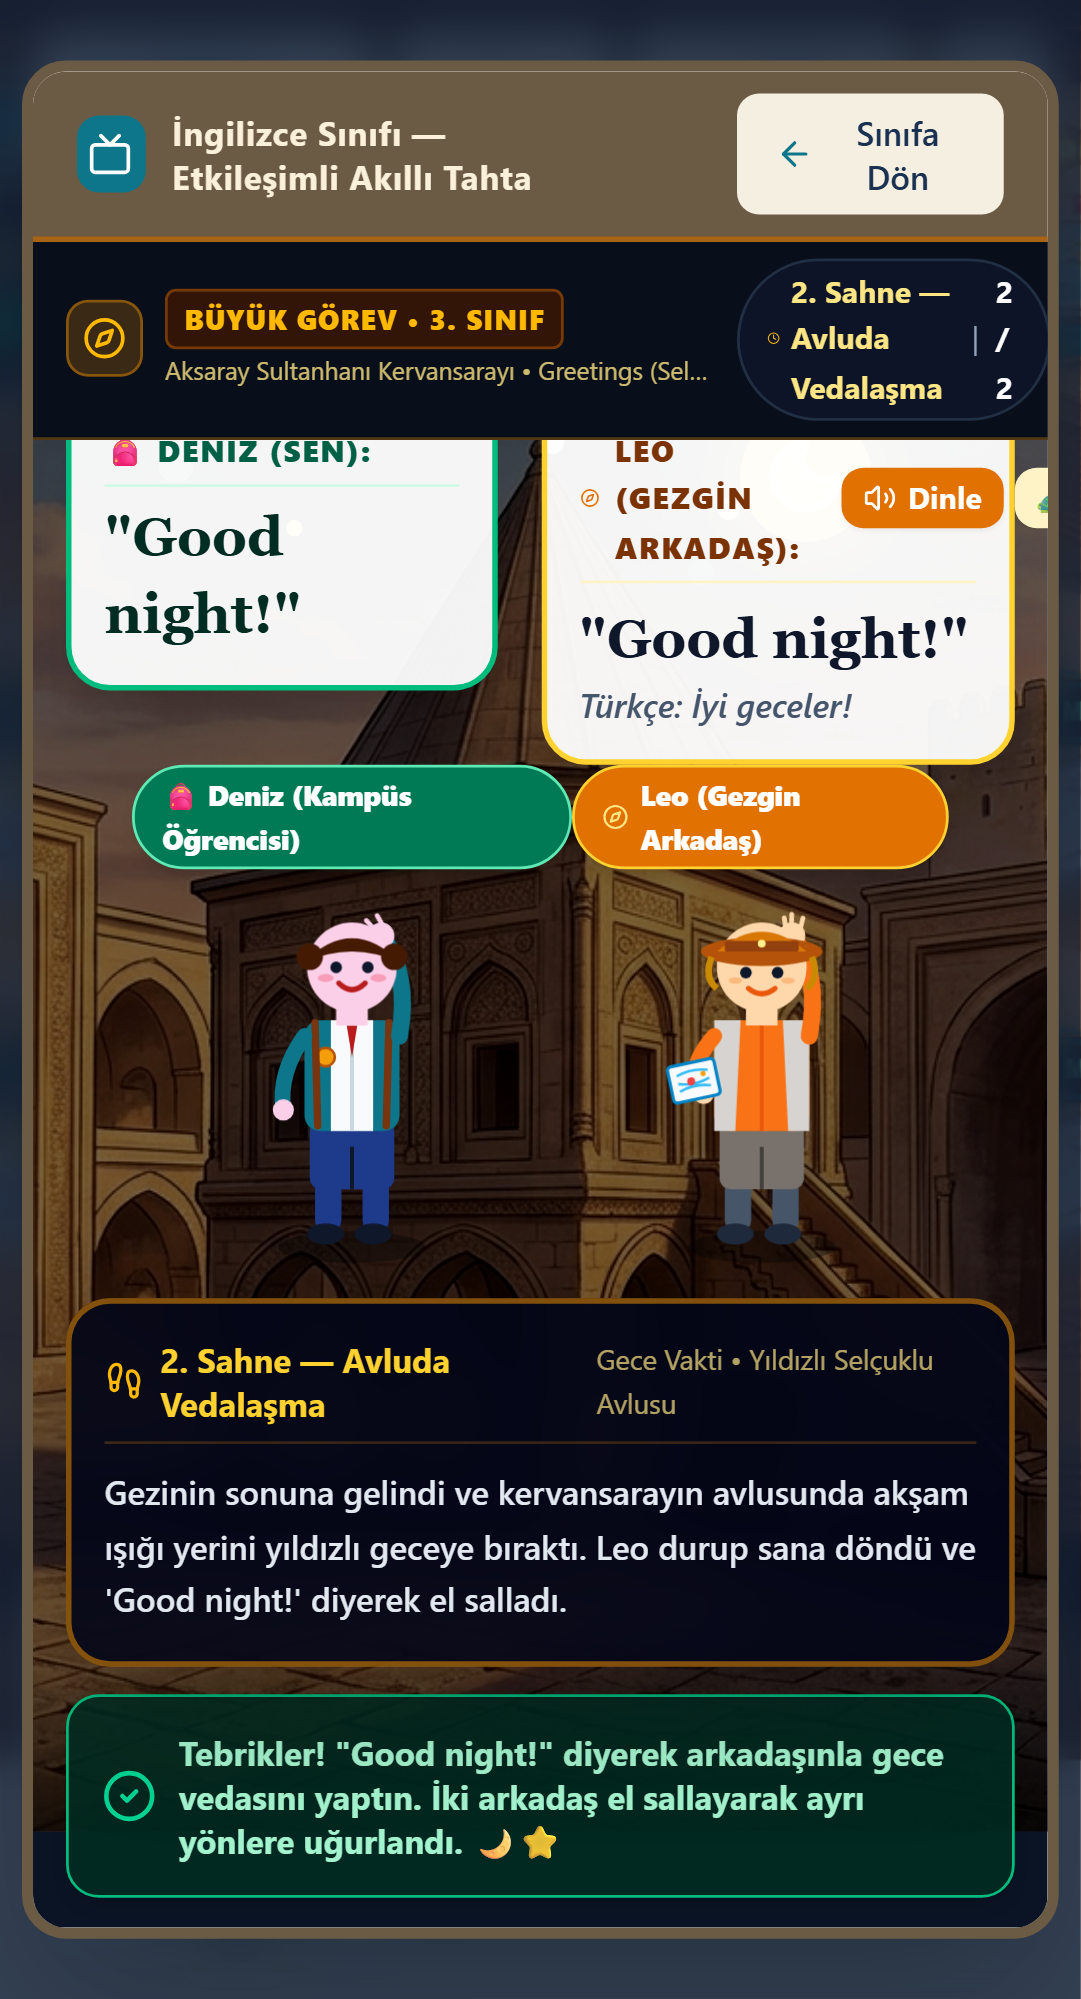 İngilizce Sınıfı —
Etkileşimli Akıllı Tahta
Sınıfa
Dön
BÜYÜK GÖREV • 3. SINIF
Aksaray Sultanhanı Kervansarayı • Greetings (Sel...
2. Sahne —
Avluda
Vedalaşma
|
2
/
2
DENİZ (SEN):
"Good
night!"
LEO
(GEZGİN
ARKADAŞ):
Dinle
"Good night!"
Türkçe: İyi geceler!
Deniz (Kampüs
Öğrencisi)
Leo (Gezgin
Arkadaş)
2. Sahne — Avluda
Vedalaşma
Gece Vakti • Yıldızlı Selçuklu
Avlusu
Gezinin sonuna gelindi ve kervansarayın avlusunda akşam
ışığı yerini yıldızlı geceye bıraktı. Leo durup sana döndü ve
'Good night!' diyerek el salladı.
Tebrikler! "Good night!" diyerek arkadaşınla gece
vedasını yaptın. İki arkadaş el sallayarak ayrı
yönlere uğurlandı. 🌙 ⭐